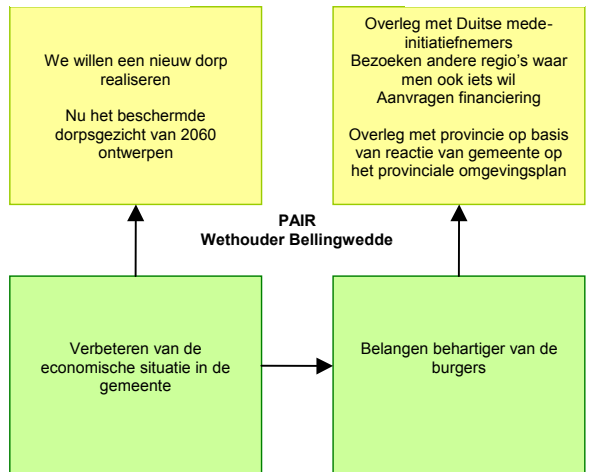 We willen een nieuw dorp
realiseren
Nu het beschermde
dorpsgezicht van 2060
ontwerpen
Overleg met Duitse mede-
initiatiefnemers
Bezoeken andere regio's waar
men ook iets wil
Aanvragen financiering
Overleg met provincie op basis
van reactie van gemeente op
het provinciale omgevingsplan
PAIR
Wethouder Bellingwedde
Verbeteren van de
economische situatie in de
gemeente
Belangen behartiger van de
burgers